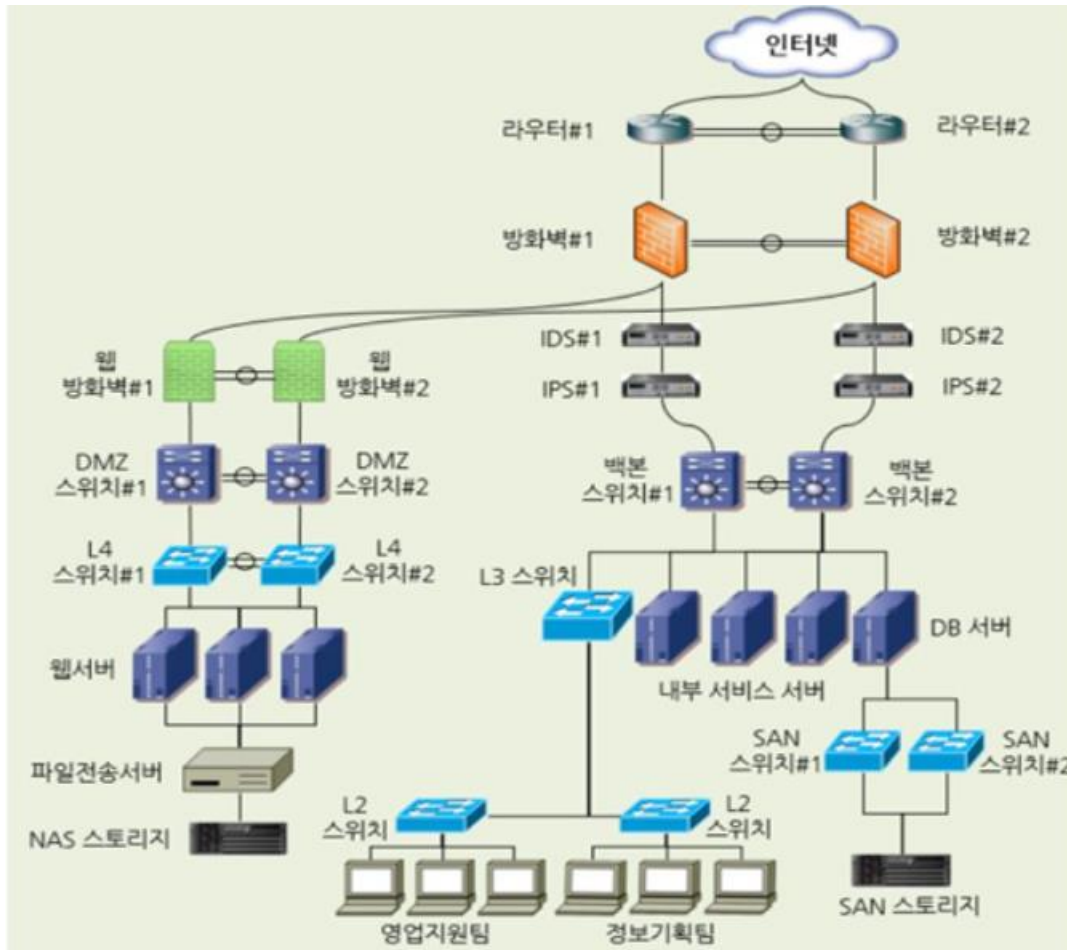 인터넷
라우터#1
라우터#2
방화벽#1
방화벽#2
IDS#1
IDS#2
웹
방화벽#1
웹
방화벽#2
IPS#1
IPS#2
DMZ
스위치#1
DMZ
스위치#2
백본
스위치#1
백본
스위치#2
L4
스위치#1
L4
스위치#2
L3 스위치
DB 서버
웹서버
내부 서비스 서버
SAN
스위치#1
SAN
스위치#2
파일전송서버
L2
스위치
L2
스위치
NAS 스토리지
SAN 스토리지
영업지원팀
정보기획팀